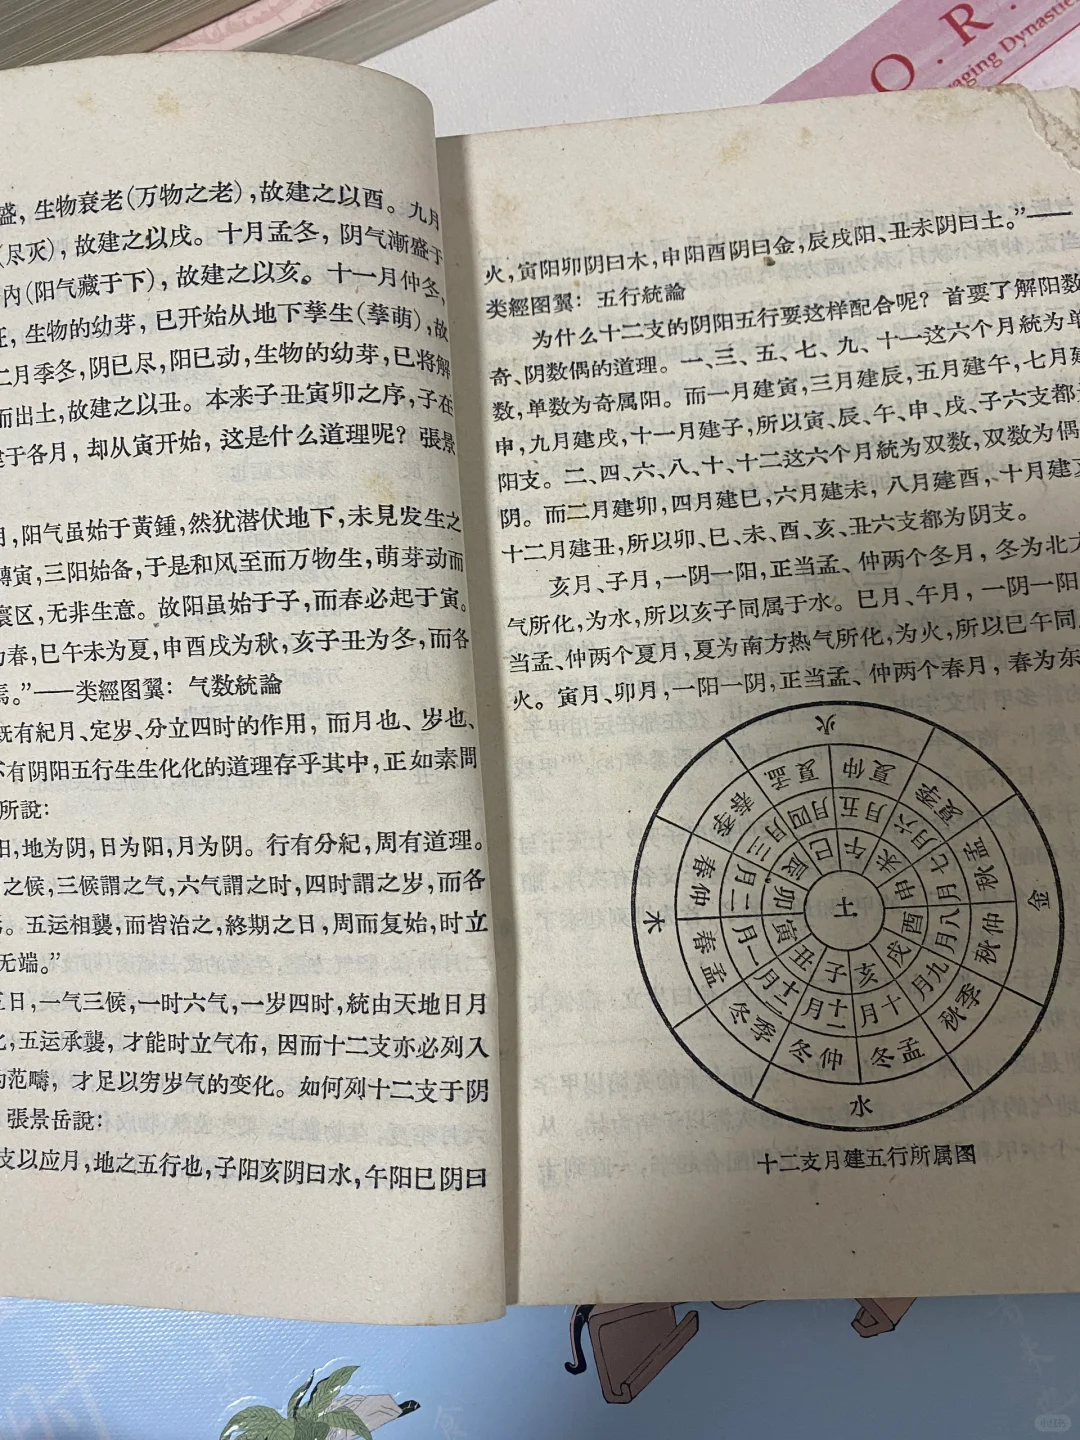 盛，生物衰老(万物之老)，故建之以酉。九月
(尽灭)，故建之以戌。十月孟冬，阴气漸盛于
内(阳气藏于下)，故建之以亥。十一月仲冬，
生物的幼芽，已开始从地下孳生(孳萌)，故
二月季冬，阴已尽，阳已动，生物的幼芽，已将解
而出土，故建之以丑。本来子丑寅卯之序，子在
于各月，却从寅开始，这是什么道理呢？張景
月，阳气虽始于黄鍾，然犹潜伏地下，未見发生之
轉寅，三阳始备，于是和风至而万物生，萌芽动而
寰区，无非生意。故阳虽始于子，而春必起于寅。
为春，巳午未为夏，申酉戌为秋，亥子丑为冬，而各
焉。”——类經图翼：气数統論
既有紀月、定岁、分立四时的作用，而月也、岁也、
不有阴阳五行生生化化的道理存乎其中，正如素問
所說：
阳，地为阴，日为阳，月为阴。行有分紀，周有道理。
之候，三候謂之气，六气謂之时，四时謂之岁，而各
焉。五运相襲，而皆治之，終期之日，周而复始，时立
无端。”
五日，一气三候，一时六气，一岁四时，統由天地日月
化，五运承襲，才能时立气布，因而十二支亦必列入
的范疇，才足以穷岁气的变化。如何列十二支于阴
張景岳說：
支以应月，地之五行也，子阳亥阴曰水，午阳巳阴曰
火，寅阳卯阴曰木，申阳酉阴曰金，辰戌阳、丑未阴曰土。”——
类經图翼：五行統論
为什么十二支的阴阳五行要这样配合呢？首要了解阳数
奇、阴数偶的道理。一、三、五、七、九、十一这六个月統为单
数，单数为奇属阳。而一月建寅，三月建辰，五月建午，七月建
申，九月建戌，十一月建子，所以寅、辰、午、申、戌、子六支都
阳支。二、四、六、八、十、十二这六个月統为双数，双数为偶
阴。而二月建卯，四月建巳，六月建未，八月建酉，十月建亥
十二月建丑，所以卯、巳、未、酉、亥、丑六支都为阴支。
亥月、子月，一阴一阳，正当孟、仲两个冬月，冬为北方
气所化，为水，所以亥子同属于水。巳月、午月，一阴一阳
当孟、仲两个夏月，夏为南方热气所化，为火，所以巳午同
火。寅月、卯月，一阳一阴，正当孟、仲两个春月，春为东
火
金
水
木
孟夏
仲夏
季夏
孟秋
仲秋
季秋
孟冬
仲冬
季冬
孟春
仲春
季春
四月
五月
六月
七月
八月
九月
十月
十一月
十二月
一月
二月
三月
巳
午
未
申
酉
戌
亥
子
丑
寅
卯
辰
土
十二支月建五行所属图
O.R.
aging Dynastic